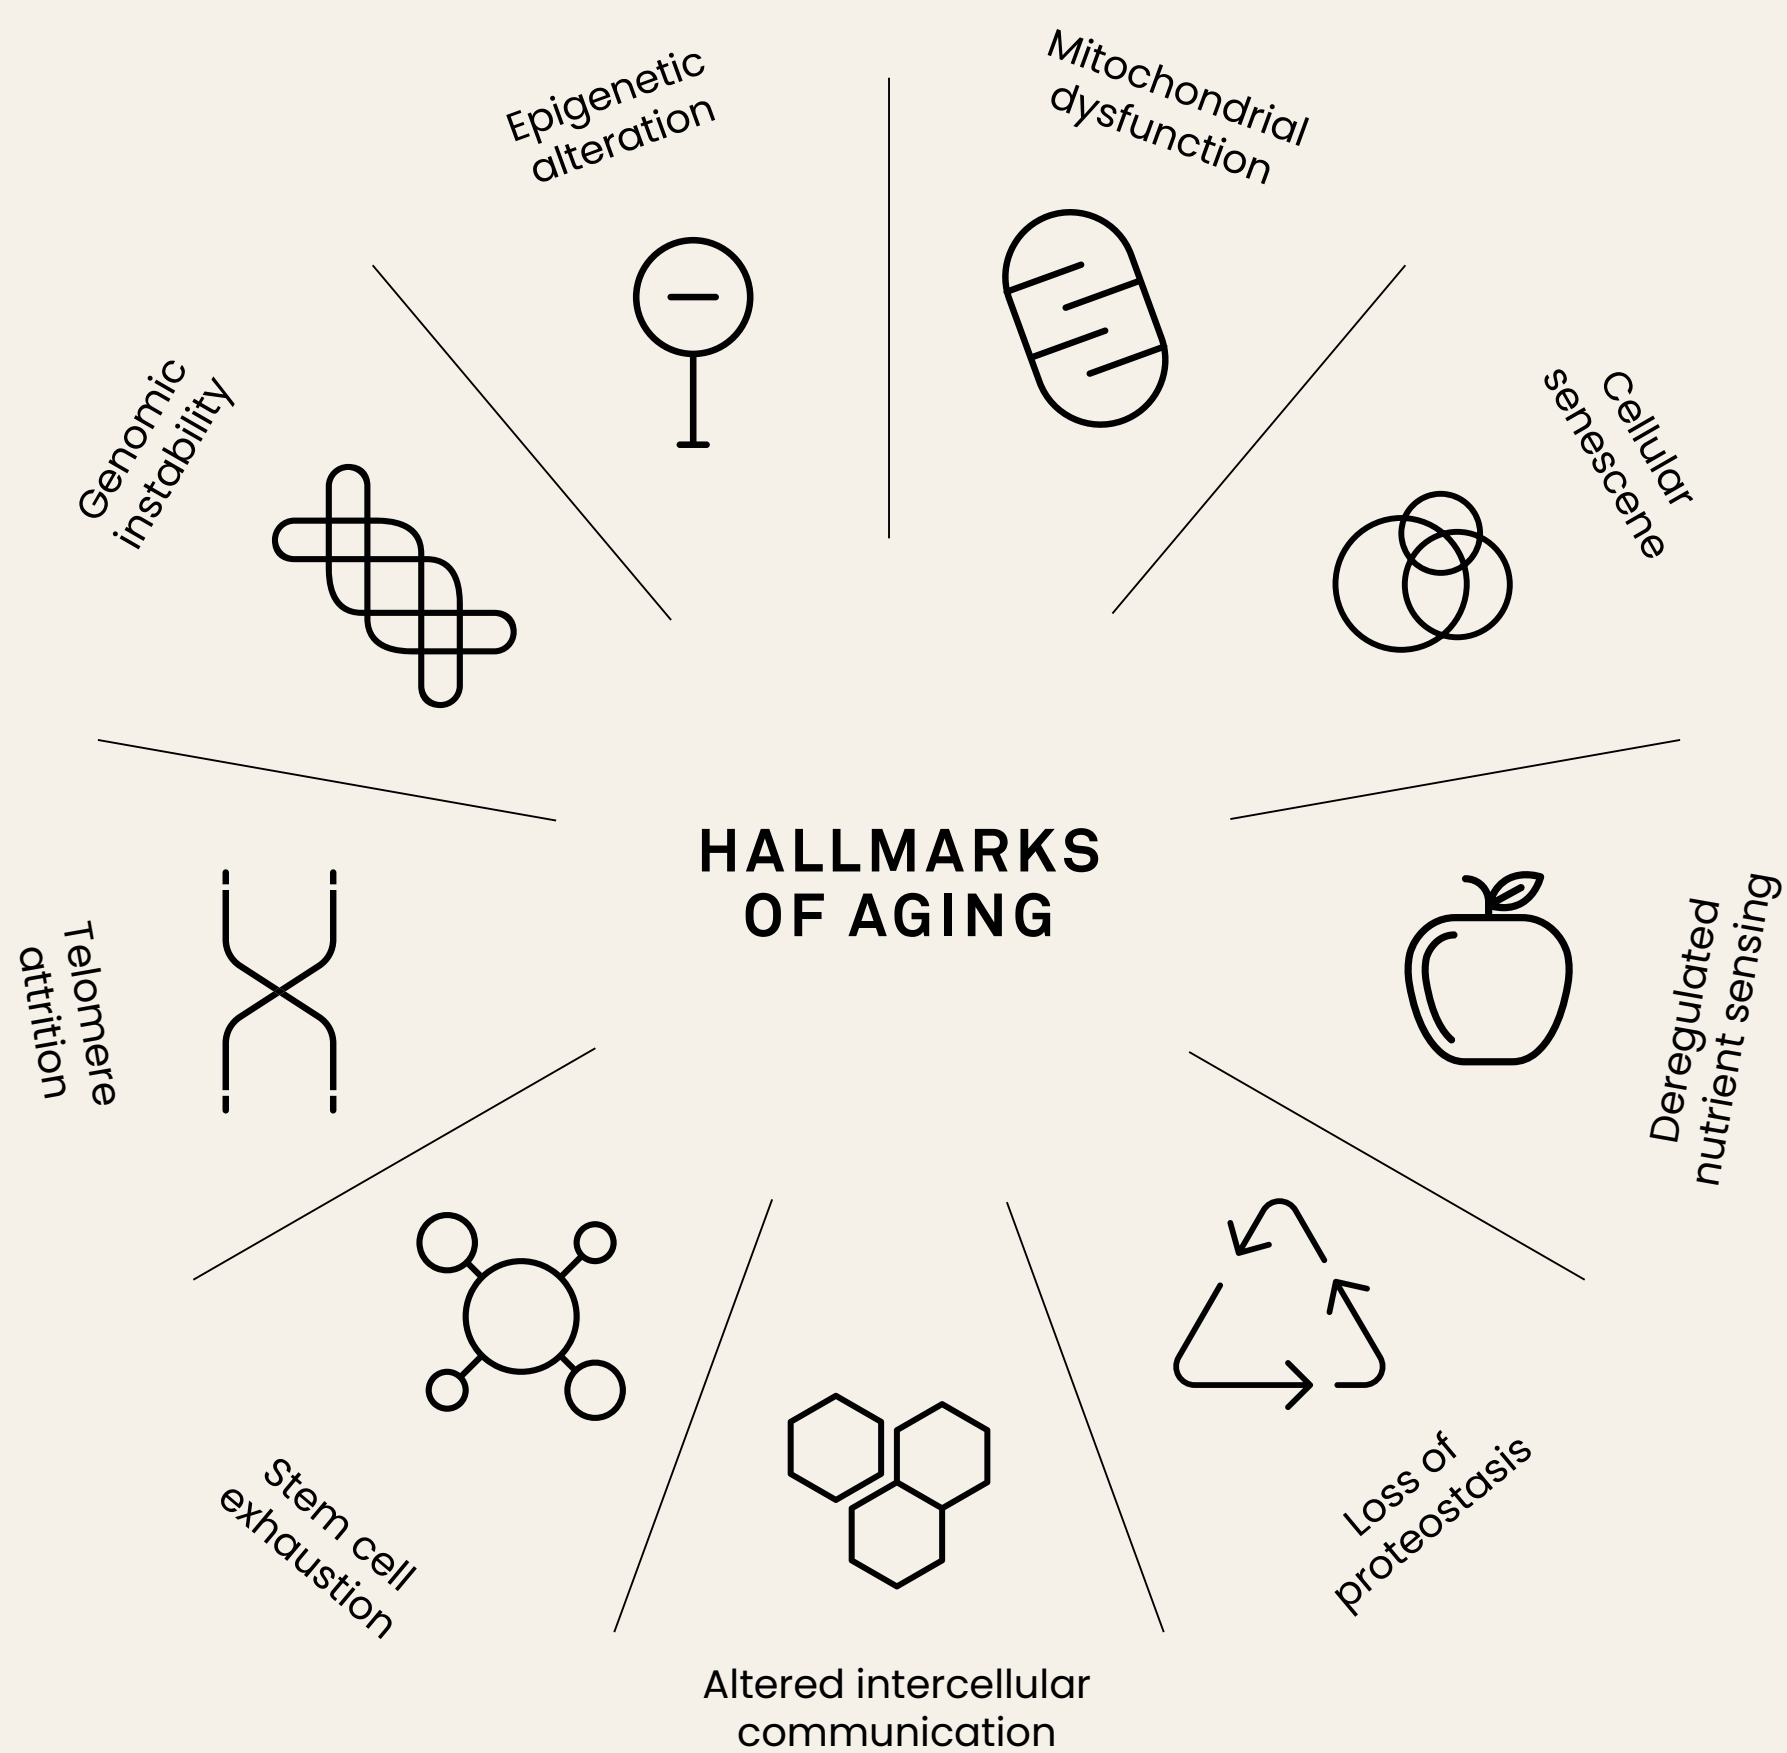 Epigenetic
alteration
Mitochondrial
dysfunction
Genomic
instability
Cellular
senescene
HALLMARKS
OF AGING
Telomere
attrition
Deregulated
nutrient sensing
Stem cell
exhaustion
Loss of
proteostasis
Altered intercellular
communication